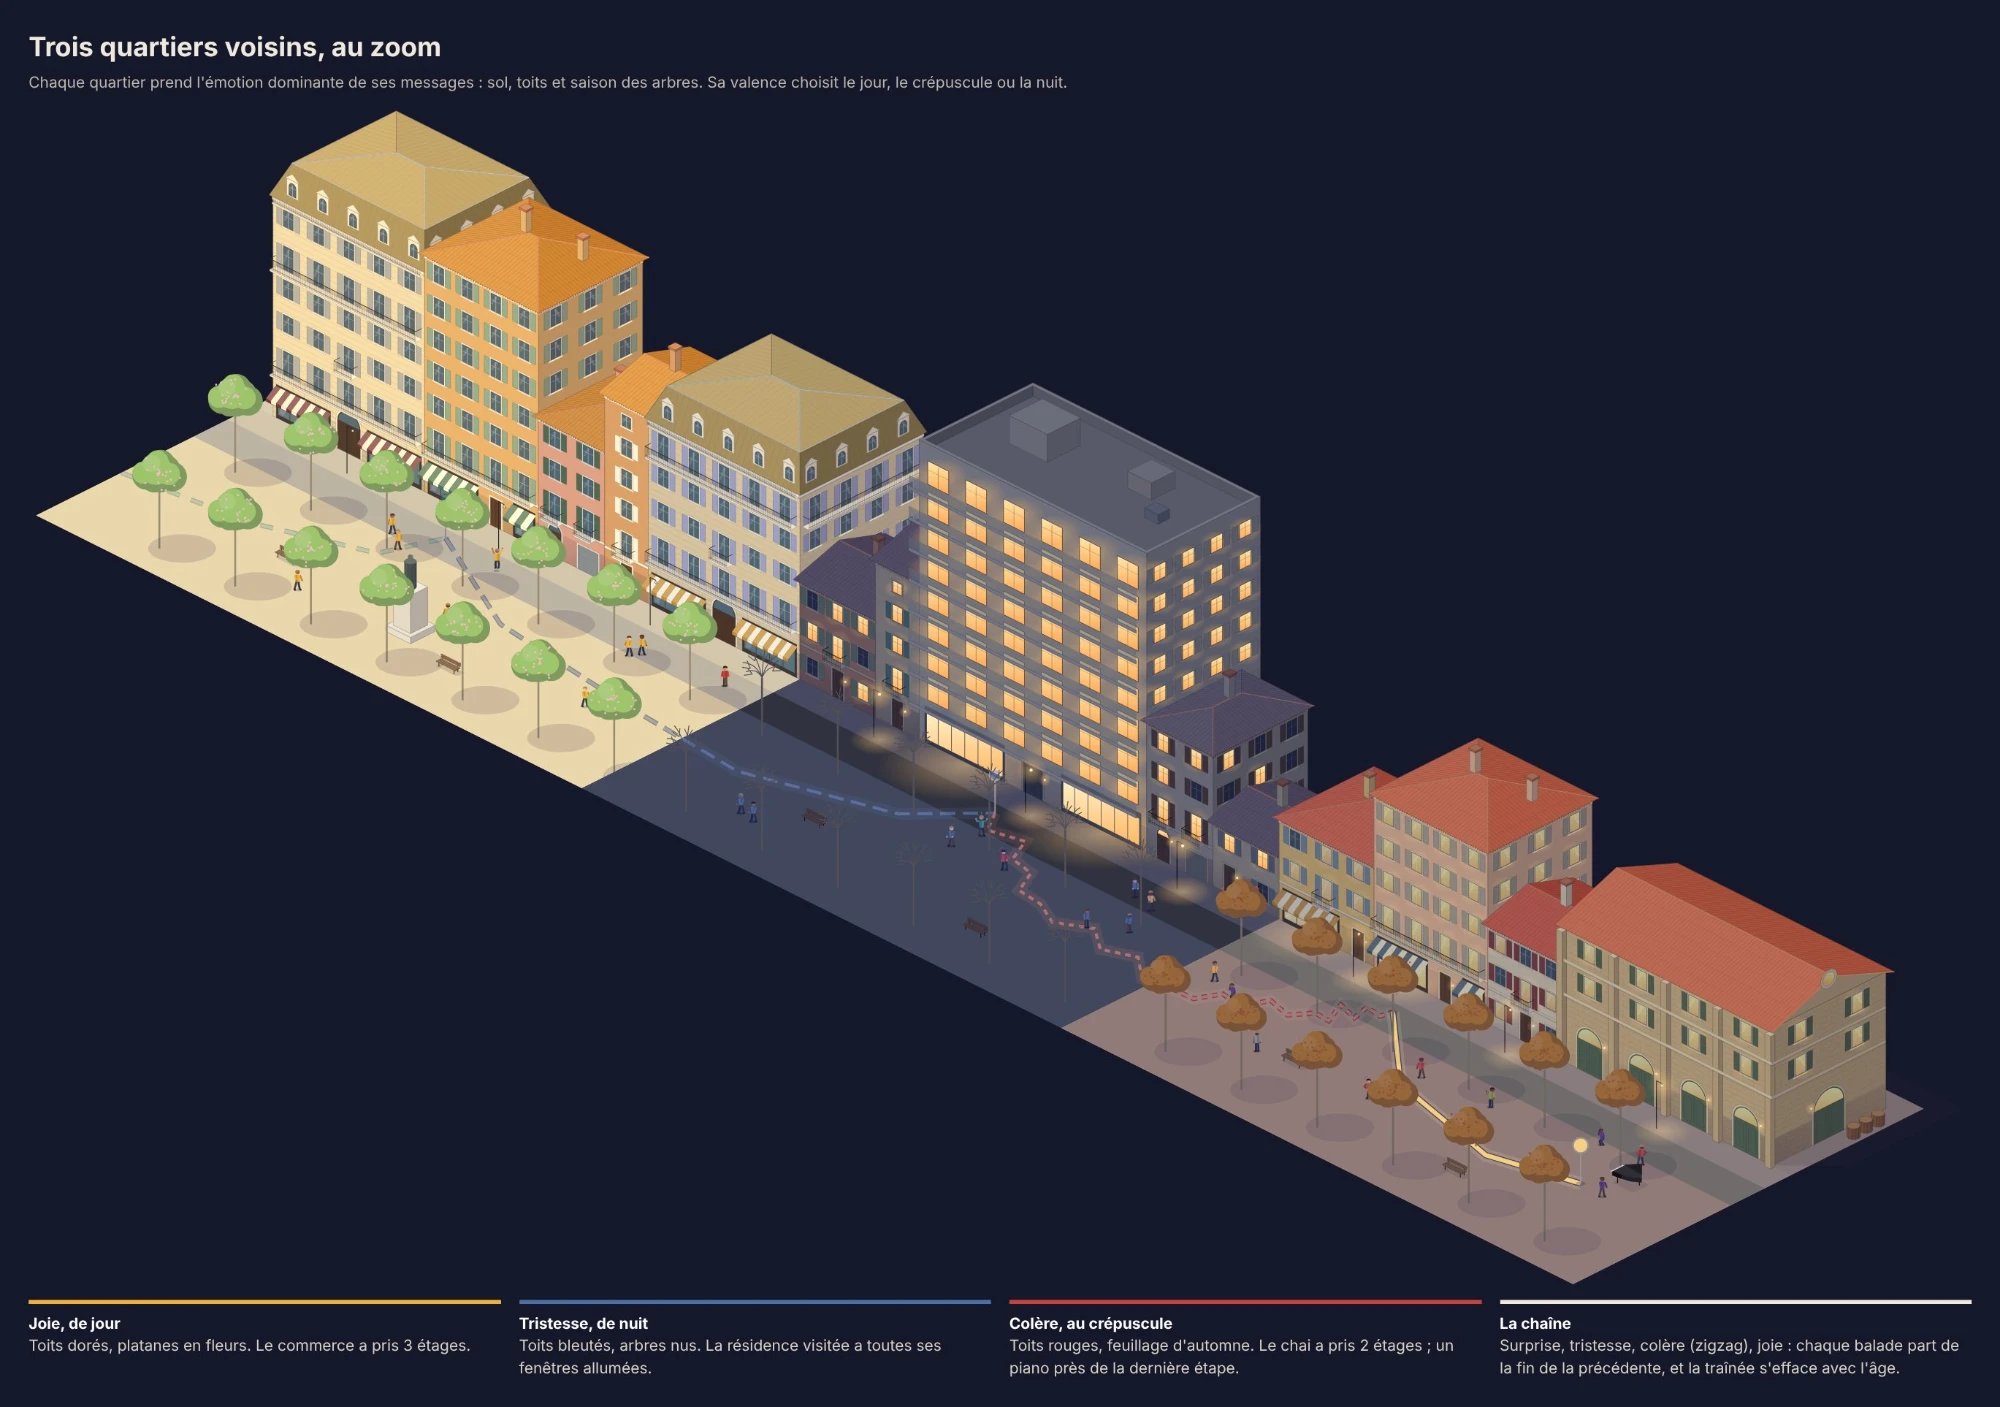 Trois quartiers voisins, au zoom
Chaque quartier prend l'émotion dominante de ses messages : sol, toits et saison des arbres. Sa valence choisit le jour, le crépuscule ou la nuit.
Joie, de jour
Toits dorés, platanes en fleurs. Le commerce a pris 3 étages.
Tristesse, de nuit
Toits bleutés, arbres nus. La résidence visitée a toutes ses
fenêtres allumées.
Colère, au crépuscule
Toits rouges, feuillage d'automne. Le chai a pris 2 étages ; un
piano près de la dernière étape.
La chaîne
Surprise, tristesse, colère (zigzag), joie : chaque balade part de
la fin de la précédente, et la traînée s'efface avec l'âge.